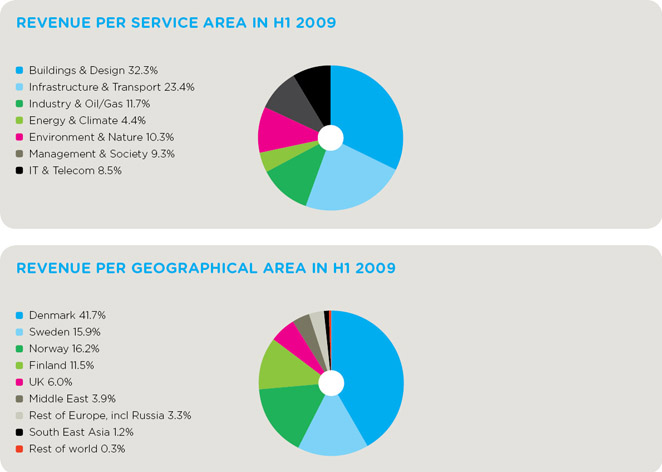 REVENUE PER SERVICE AREA IN H1 2009
Buildings & Design 32.3%
Infrastructure & Transport 23.4%
Industry & Oil/Gas 11.7%
Energy & Climate 4.4%
Environment & Nature 10.3%
Management & Society 9.3%
IT & Telecom 8.5%
REVENUE PER GEOGRAPHICAL AREA IN H1 2009
Denmark 41.7%
Sweden 15.9%
Norway 16.2%
Finland 11.5%
UK 6.0%
Middle East 3.9%
Rest of Europe, incl Russia 3.3%
South East Asia 1.2%
Rest of world 0.3%